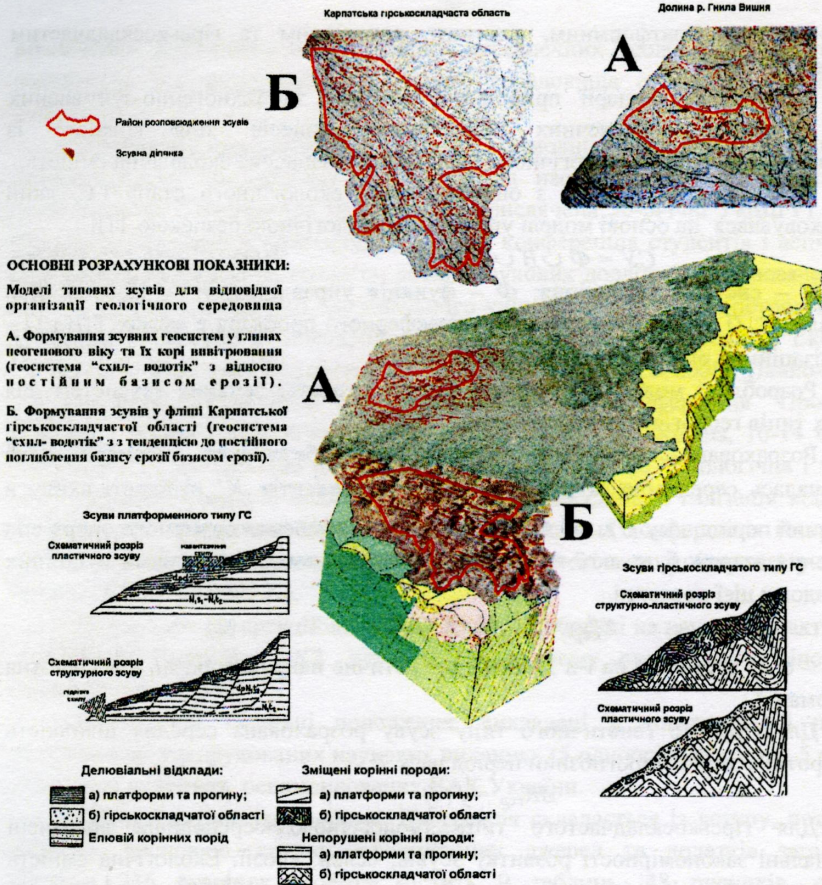 Карпатська гірськоскладчаста область
Долина р. Гнила Вишня
Б
А
Район розповсюдження зсувів
Зсувна ділянка
ОСНОВНІ РОЗРАХУНКОВІ ПОКАЗНИКИ:
Моделі типових зсувів для відповідної
організації геологічного середовища
А. Формування зсувних геосистем у глинах
неогенового віку та їх корі вивітрювання
(геосистема “схил- водотік” з відносно
постійним базисом ерозії).
Б. Формування зсувів у фліші Карпатської
гірськоскладчастої області (геосистема
“схил- водотік” з з тенденцією до постійного
поглиблення базису ерозії базисом ерозії).
А
Б
Зсуви платформенного типу ГС
Схематичний розріз
пластичного зсуву
Схематичний розріз
структурного зсуву
Зсуви гірськоскладчатого типу ГС
Схематичний розріз
структурно-пластичного зсуву
Схематичний розріз
пластичного зсуву
Делювіальні відклади:
а) платформи та прогину;
б) гірськоскладчатої області
Еловій корінних порід
Зміщені корінні породи:
а) платформи та прогину;
б) гірськоскладчатої області
Непорушені корінні породи:
а) платформи та прогину;
б) гірськоскладчатої області